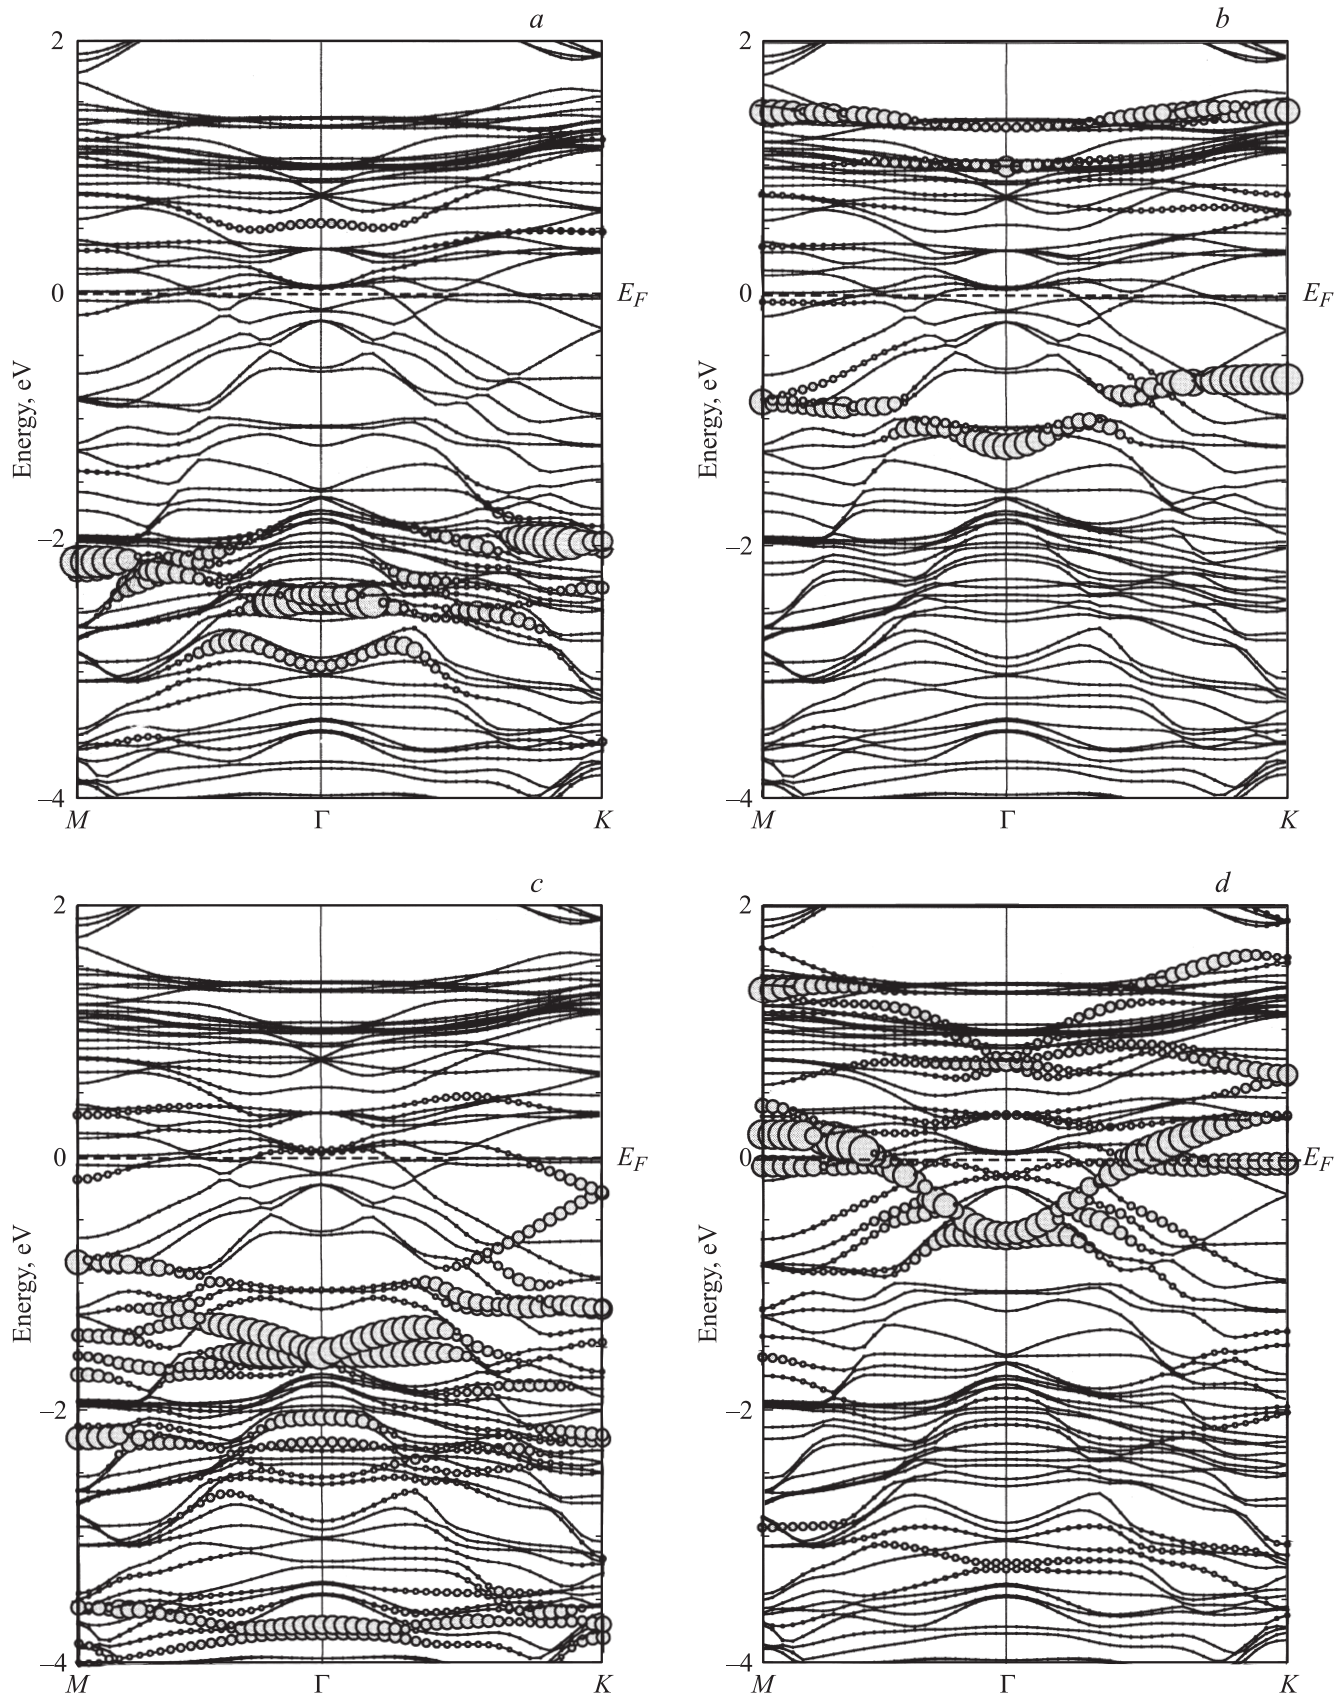 a
b
2
2
0
E_F
0
E_F
Energy, eV
Energy, eV
–2
–2
–4
–4
M
Γ
K
M
Γ
K
c
d
2
2
0
E_F
0
E_F
Energy, eV
Energy, eV
–2
–2
–4
–4
M
Γ
K
M
Γ
K